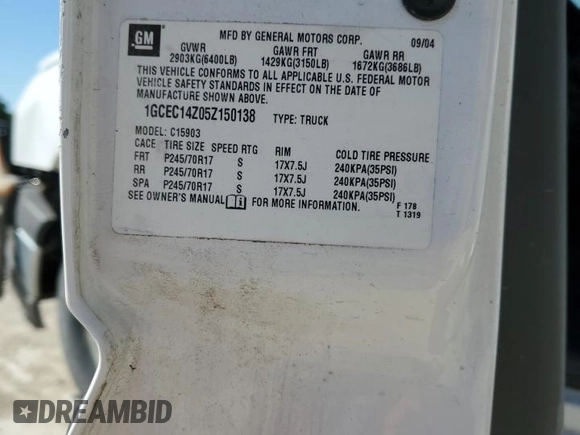 GM
MFD BY GENERAL MOTORS CORP. 09/04
GVWR GAWR FRT GAWR RR
2903KG(6400LB) 1429KG(3150LB) 1672KG(3686LB)
THIS VEHICLE CONFORMS TO ALL APPLICABLE U.S. FEDERAL MOTOR
VEHICLE SAFETY STANDARDS IN EFFECT ON THE DATE OF
MANUFACTURE SHOWN ABOVE.
1GCEC14Z05Z150138 TYPE: TRUCK
MODEL: C15903
CACE TIRE SIZE SPEED RTG RIM COLD TIRE PRESSURE
FRT P245/70R17 S 17X7.5J 240KPA(35PSI)
RR P245/70R17 S 17X7.5J 240KPA(35PSI)
SPA P245/70R17 S 17X7.5J 240KPA(35PSI)
SEE OWNER'S MANUAL FOR MORE INFORMATION.
F 178
T 1319
DREAMBID